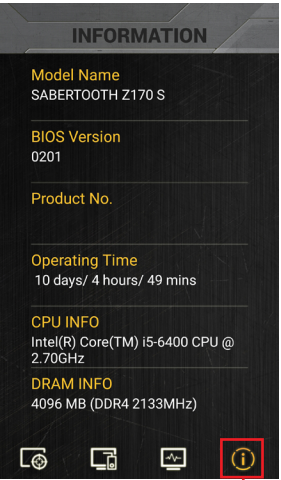 INFORMATION
Model Name
SABERTOOTH Z170 S
BIOS Version
0201
Product No.
Operating Time
10 days/ 4 hours/ 49 mins
CPU INFO
Intel(R) Core(TM) i5-6400 CPU @
2.70GHz
DRAM INFO
4096 MB (DDR4 2133MHz)